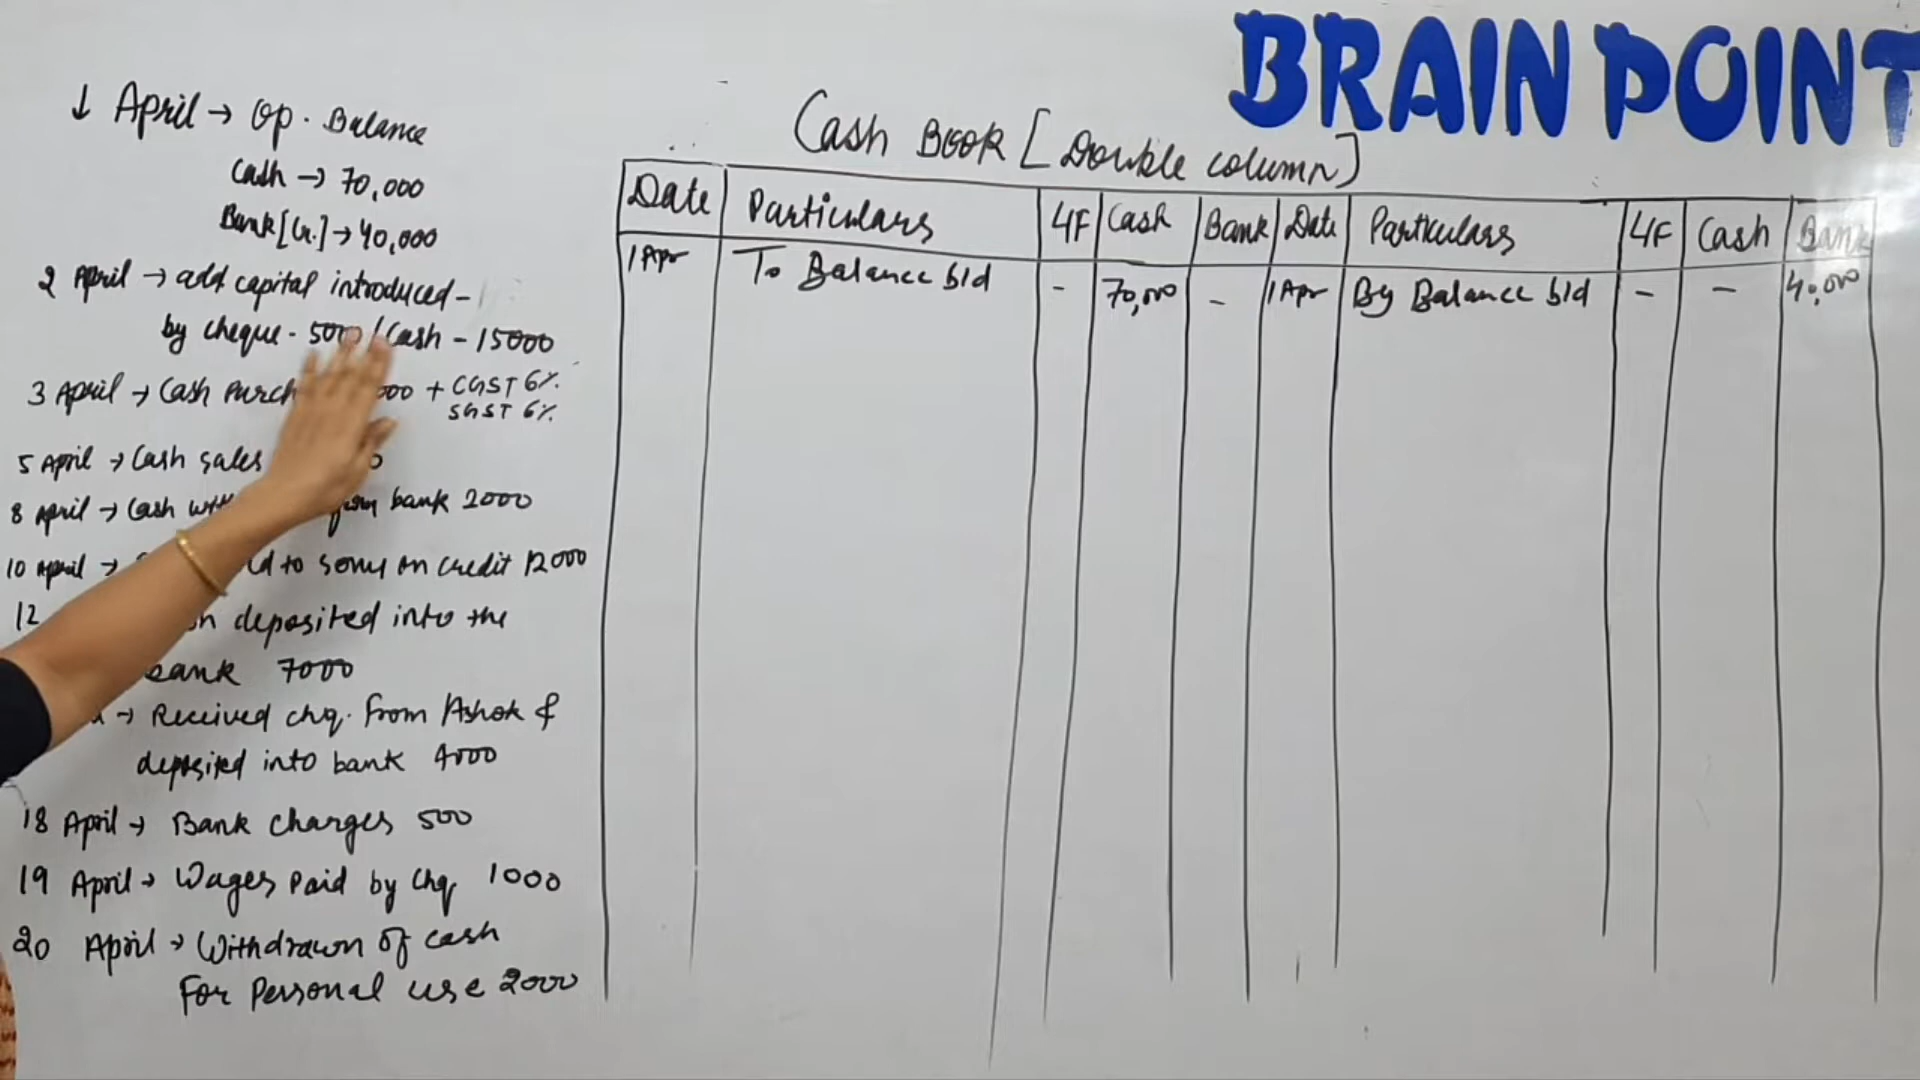 BRAIN POINT
1 April → Op. Balance
Cash → 70,000
Bank [Cr.] → 40,000
2 April → add capital introduced -
by cheque - 5000 / Cash - 15000
3 April → Cash Purch 000 + CGST 6%
SGST 6%
5 April → Cash sales
8 April → Cash bank 2000
10 April → to Sonu on credit 12000
12 deposited into the
bank 7000
→ Received chq. from Ashok &
deposited into bank 4000
18 April → Bank charges 500
19 April → Wages paid by chq 1000
20 April → Withdrawn of cash
For Personal use 2000
Cash Book [Double column]
Date Particulars LF Cash Bank Date Particulars LF Cash Bank
1 Apr To Balance b/d - 70,000 - 1 Apr By Balance b/d - - 40,000